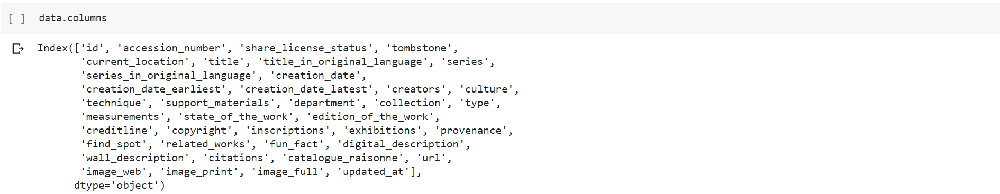 [ ] data.columns
Index(['id', 'accession_number', 'share_license_status', 'tombstone',
'current_location', 'title', 'title_in_original_language', 'series',
'series_in_original_language', 'creation_date',
'creation_date_earliest', 'creation_date_latest', 'creators', 'culture',
'technique', 'support_materials', 'department', 'collection', 'type',
'measurements', 'state_of_the_work', 'edition_of_the_work',
'creditline', 'copyright', 'inscriptions', 'exhibitions', 'provenance',
'find_spot', 'related_works', 'fun_fact', 'digital_description',
'wall_description', 'citations', 'catalogue_raisonne', 'url',
'image_web', 'image_print', 'image_full', 'updated_at'],
dtype='object')